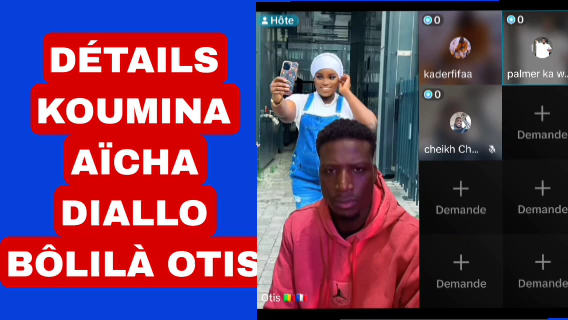 DÉTAILS
KOUMINA
AÏCHA
DIALLO
BÔLILÀ OTIS
Hôte
0
0
kaderfifaa
palmer ka w...
0
cheikh Ch...
Demande
Demande
Demande
Demande
Demande
Otis